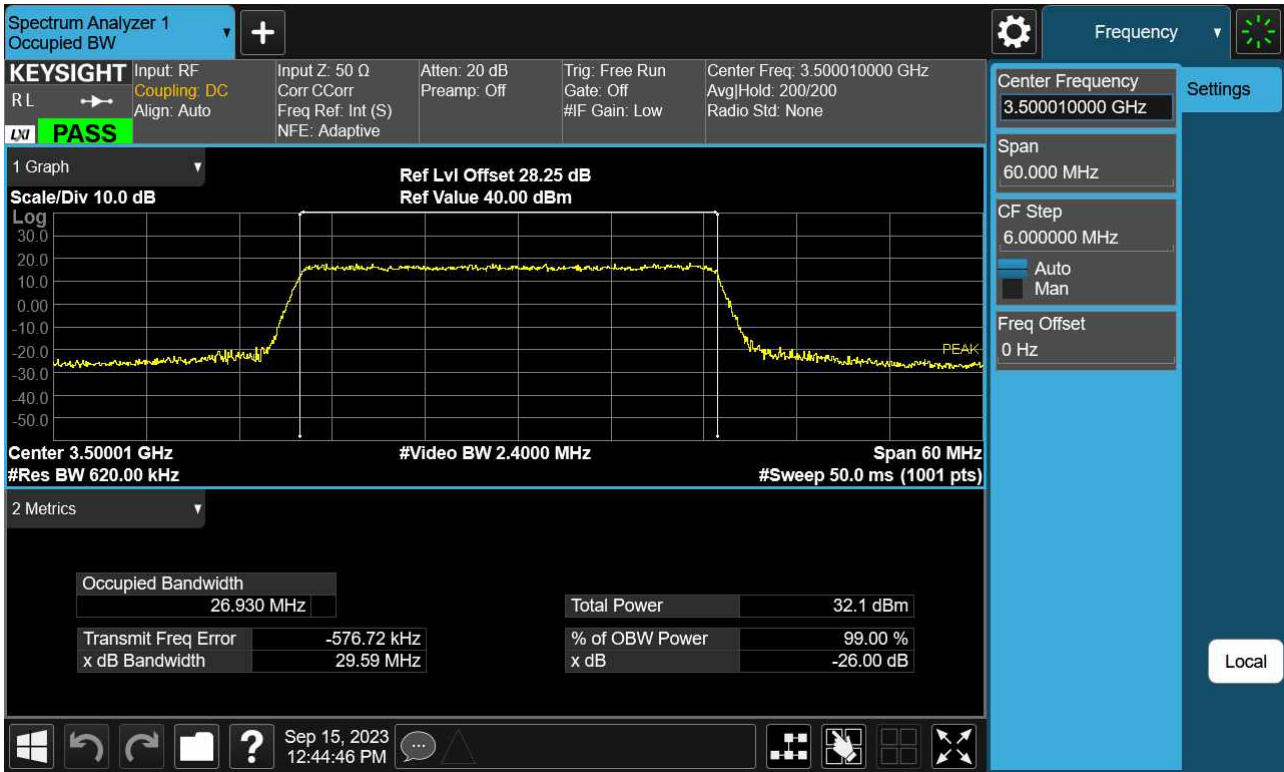 Spectrum Analyzer 1
Occupied BW
Frequency
KEYSIGHT
RL
LXI PASS
Input: RF
Coupling: DC
Align: Auto
Input Z: 50 Ω
Corr CCorr
Freq Ref: Int (S)
NFE: Adaptive
Atten: 20 dB
Preamp: Off
Trig: Free Run
Gate: Off
#IF Gain: Low
Center Freq: 3.500010000 GHz
Avg|Hold: 200/200
Radio Std: None
Center Frequency
3.500010000 GHz
Settings
Span
60.000 MHz
CF Step
6.000000 MHz
Auto
Man
Freq Offset
0 Hz
1 Graph
Ref Lvl Offset 28.25 dB
Scale/Div 10.0 dB
Ref Value 40.00 dBm
Log
30.0
20.0
10.0
0.00
-10.0
-20.0
-30.0
-40.0
-50.0
PEAK
Center 3.50001 GHz
#Video BW 2.4000 MHz
Span 60 MHz
#Res BW 620.00 kHz
#Sweep 50.0 ms (1001 pts)
2 Metrics
Occupied Bandwidth
26.930 MHz
Total Power 32.1 dBm
Transmit Freq Error -576.72 kHz
% of OBW Power 99.00 %
x dB Bandwidth 29.59 MHz
x dB -26.00 dB
Local
?
Sep 15, 2023
12:44:46 PM